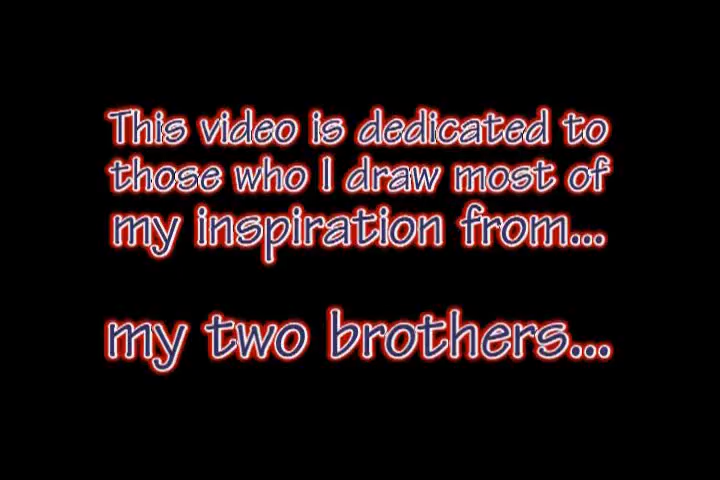 This video is dedicated to
those who I draw most of
my inspiration from...
my two brothers...